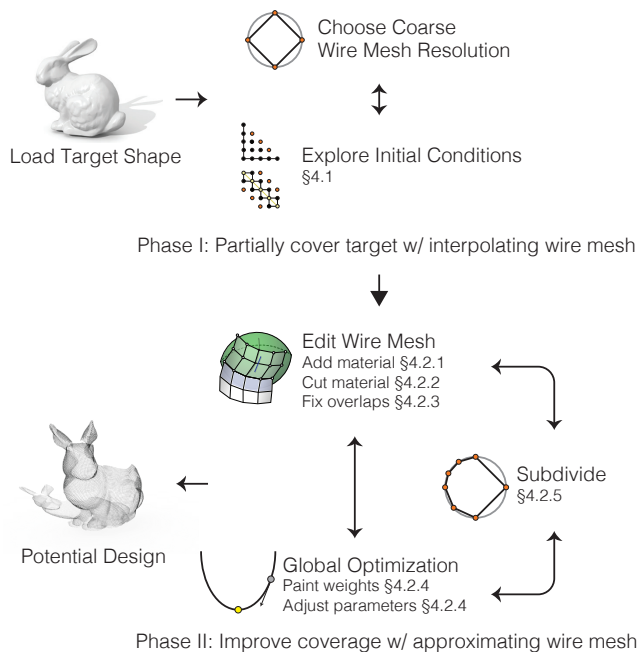 Choose Coarse
Wire Mesh Resolution
Load Target Shape
Explore Initial Conditions
§4.1
Phase I: Partially cover target w/ interpolating wire mesh
Edit Wire Mesh
Add material §4.2.1
Cut material §4.2.2
Fix overlaps §4.2.3
Subdivide
§4.2.5
Potential Design
Global Optimization
Paint weights §4.2.4
Adjust parameters §4.2.4
Phase II: Improve coverage w/ approximating wire mesh